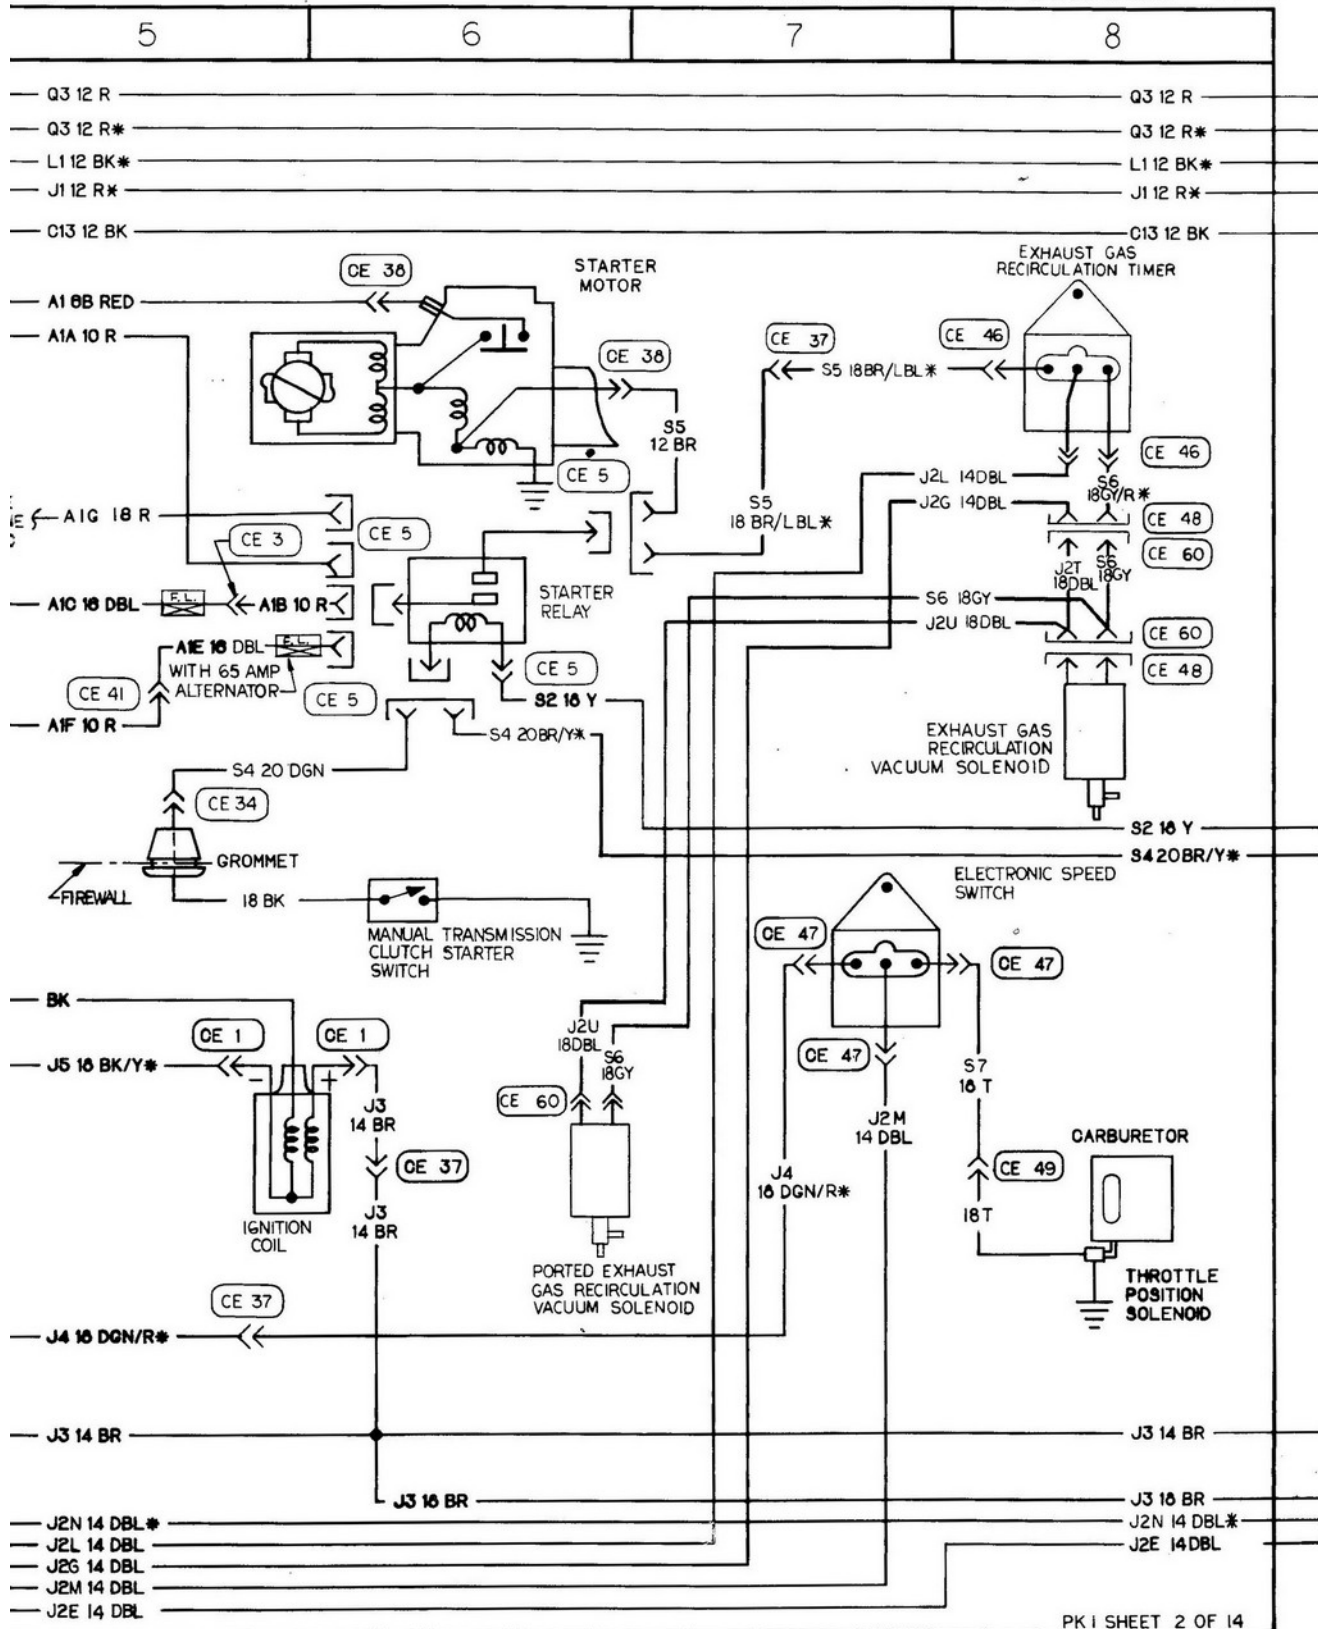 5 6 7 8
Q3 12 R Q3 12 R
Q3 12 R* Q3 12 R*
L1 12 BK* L1 12 BK*
J1 12 R* J1 12 R*
C13 12 BK C13 12 BK
EXHAUST GAS
RECIRCULATION TIMER
CE 38
STARTER
MOTOR
A1 6B RED
A1A 10 R
CE 38
CE 37
CE 46
S5 18BR/LBL*
S5
12 BR
CE 5
CE 46
J2L 14DBL
S6
18GY/R*
J2G 14DBL
S5
18 BR/LBL*
A1G 18 R
CE 3
CE 5
CE 48
CE 60
J2T
18DBL
S6
18GY
STARTER
RELAY
A1C 18 DBL
F.L.
A1B 10 R
S6 18GY
J2U 18DBL
CE 60
CE 48
A1E 16 DBL
F.L.
WITH 65 AMP
ALTERNATOR
CE 41
CE 5
CE 5
S2 16 Y
A1F 10 R
S4 20BR/Y*
EXHAUST GAS
RECIRCULATION
VACUUM SOLENOID
S4 20 DGN
CE 34
S2 16 Y
S4 20BR/Y*
GROMMET
FIREWALL
18 BK
MANUAL TRANSMISSION
CLUTCH STARTER
SWITCH
ELECTRONIC SPEED
SWITCH
CE 47
CE 47
CE 47
BK
CE 1
CE 1
J5 18 BK/Y*
-
+
J3
14 BR
J2U
18DBL
S6
18GY
CE 60
S7
18 T
J2M
14 DBL
CARBURETOR
CE 37
CE 49
J4
18 DGN/R*
J3
14 BR
18T
IGNITION
COIL
PORTED EXHAUST
GAS RECIRCULATION
VACUUM SOLENOID
THROTTLE
POSITION
SOLENOID
CE 37
J4 18 DGN/R*
J3 14 BR J3 14 BR
J3 18 BR J3 18 BR
J2N 14 DBL* J2N 14 DBL*
J2L 14 DBL J2E 14DBL
J2G 14 DBL
J2M 14 DBL
J2E 14 DBL
PK1 SHEET 2 OF 14